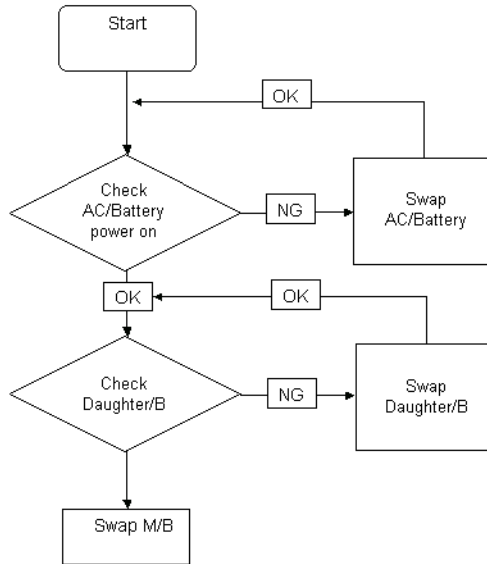 Start
OK
Check
AC/Battery
power on
NG
Swap
AC/Battery
OK
OK
Check
Daughter/B
NG
Swap
Daughter/B
Swap M/B